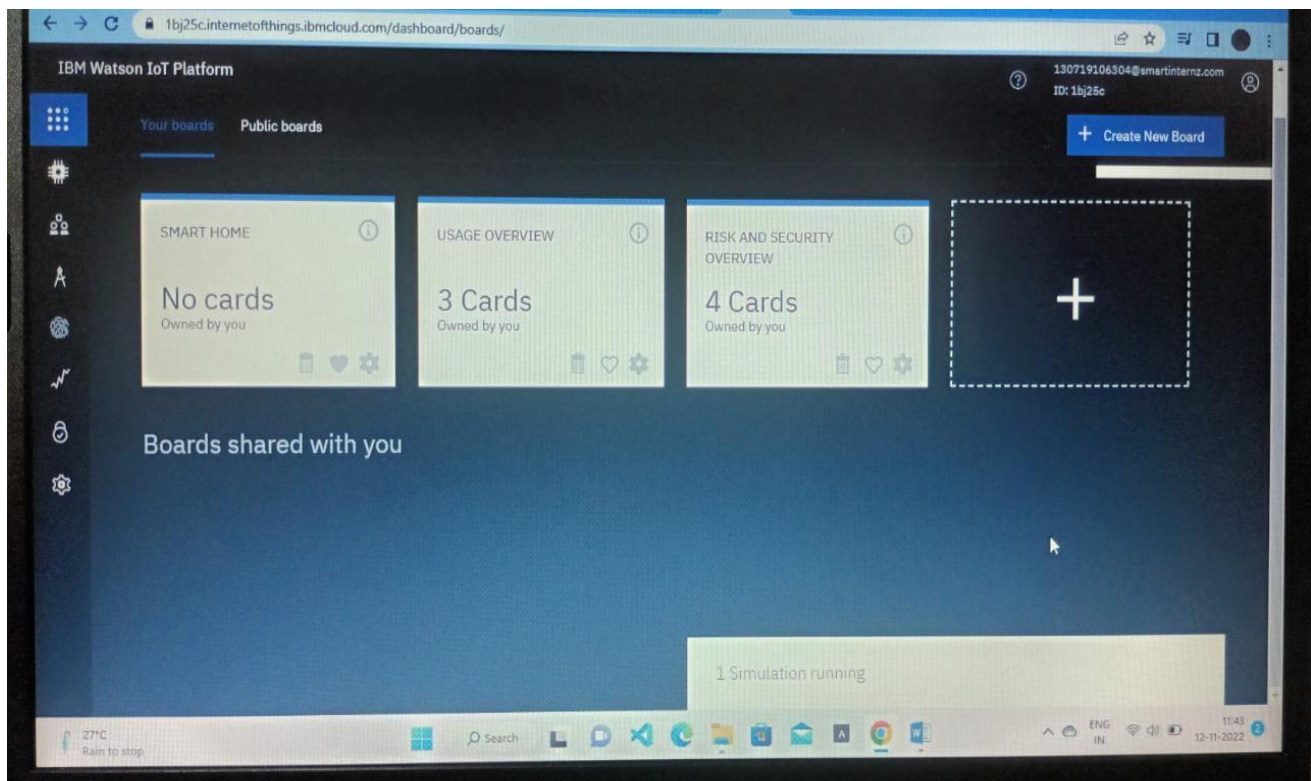 1bj25c.internetofthings.ibmcloud.com/dashboard/boards/
IBM Watson IoT Platform
130719106304@smartinternz.com
ID: 1bj25c
Your boards
Public boards
+ Create New Board
SMART HOME
No cards
Owned by you
USAGE OVERVIEW
3 Cards
Owned by you
RISK AND SECURITY
OVERVIEW
4 Cards
Owned by you
Boards shared with you
1 Simulation running
27°C
Rain to stop
Search
ENG
IN
11:43
12-11-2022
2